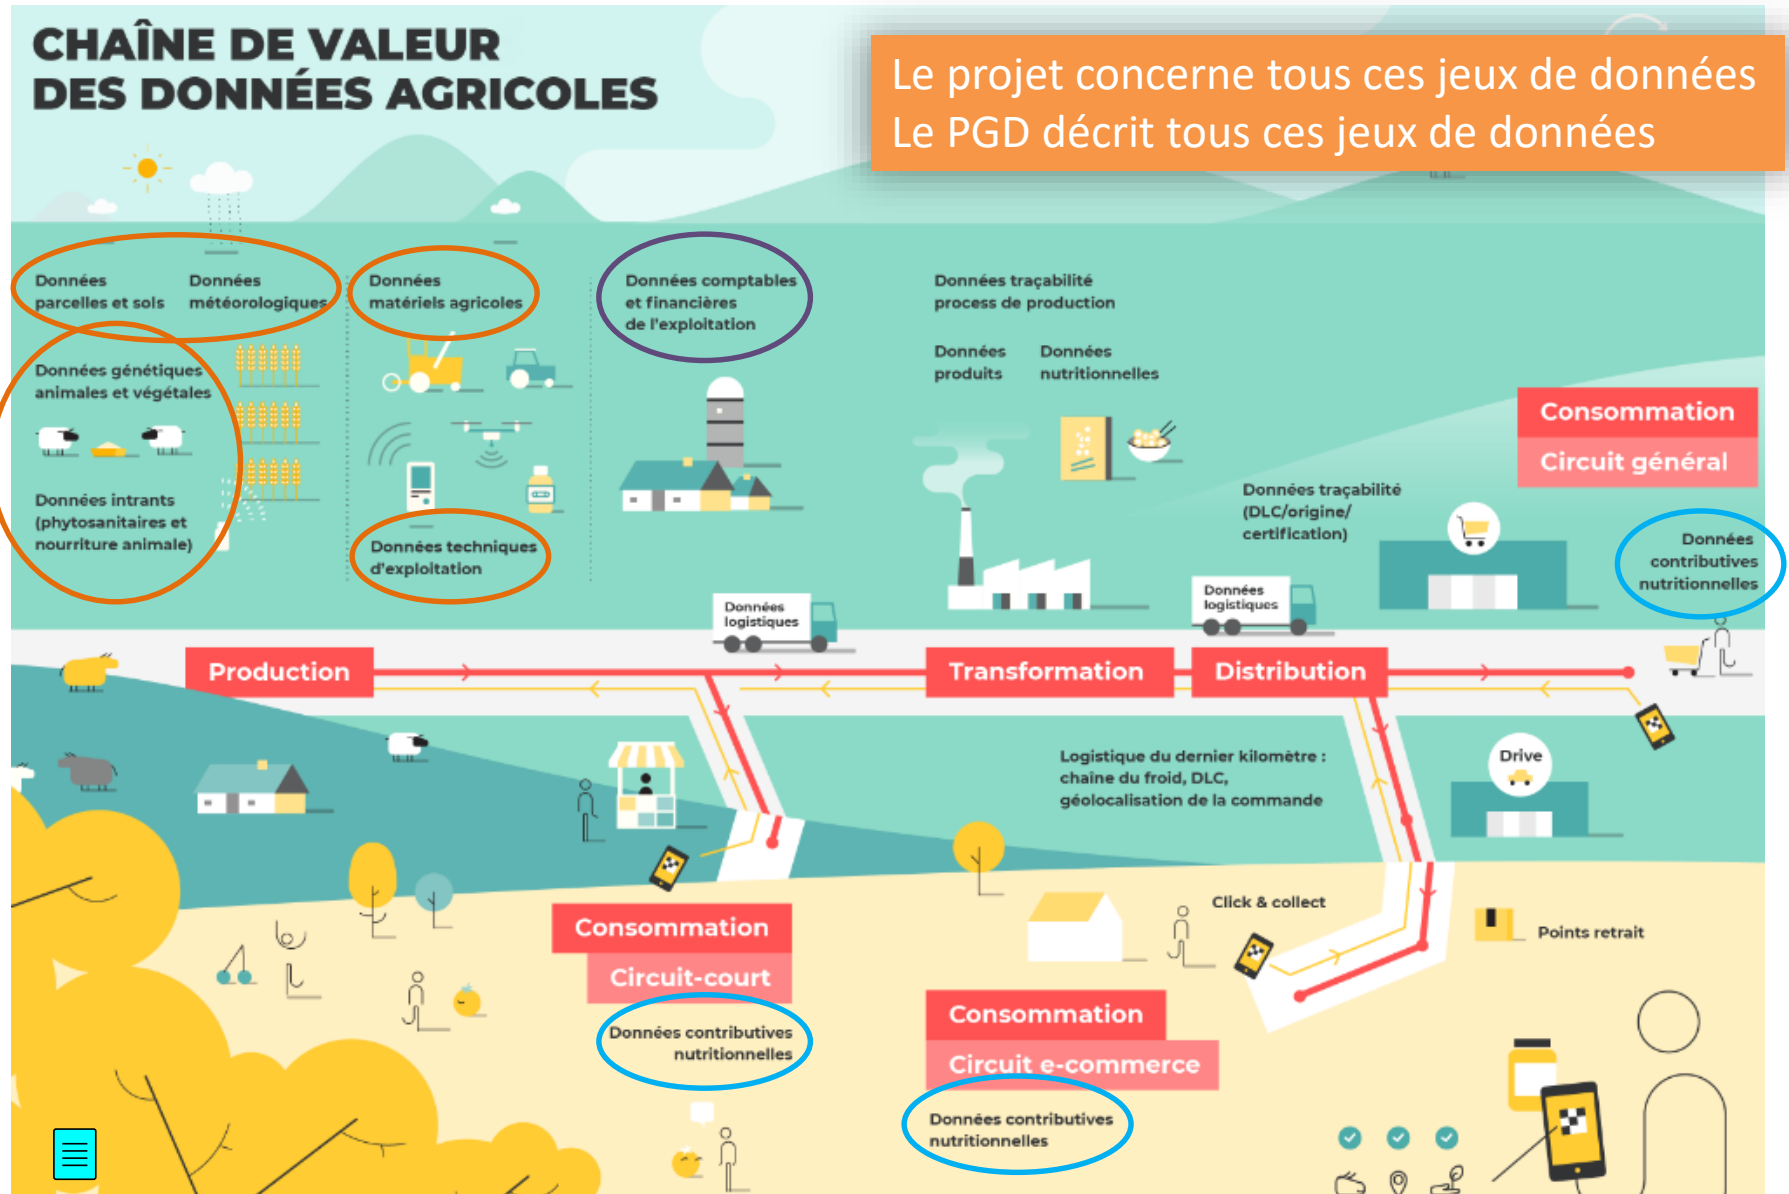 CHAÎNE DE VALEUR
DES DONNÉES AGRICOLES
Le projet concerne tous ces jeux de données
Le PGD décrit tous ces jeux de données
Données
parcelles et sols
Données
météorologiques
Données
matériels agricoles
Données comptables
et financières
de l'exploitation
Données traçabilité
process de production
Données
produits
Données
nutritionnelles
Données génétiques
animales et végétales
Données intrants
(phytosanitaires et
nourriture animale)
Données techniques
d'exploitation
Consommation
Circuit général
Données traçabilité
(DLC/origine/
certification)
Données
contributives
nutritionnelles
Données
logistiques
Données
logistiques
Production
Transformation
Distribution
Logistique du dernier kilomètre :
chaîne du froid, DLC,
géolocalisation de la commande
Drive
Click & collect
Points retrait
Consommation
Circuit-court
Données contributives
nutritionnelles
Consommation
Circuit e-commerce
Données contributives
nutritionnelles